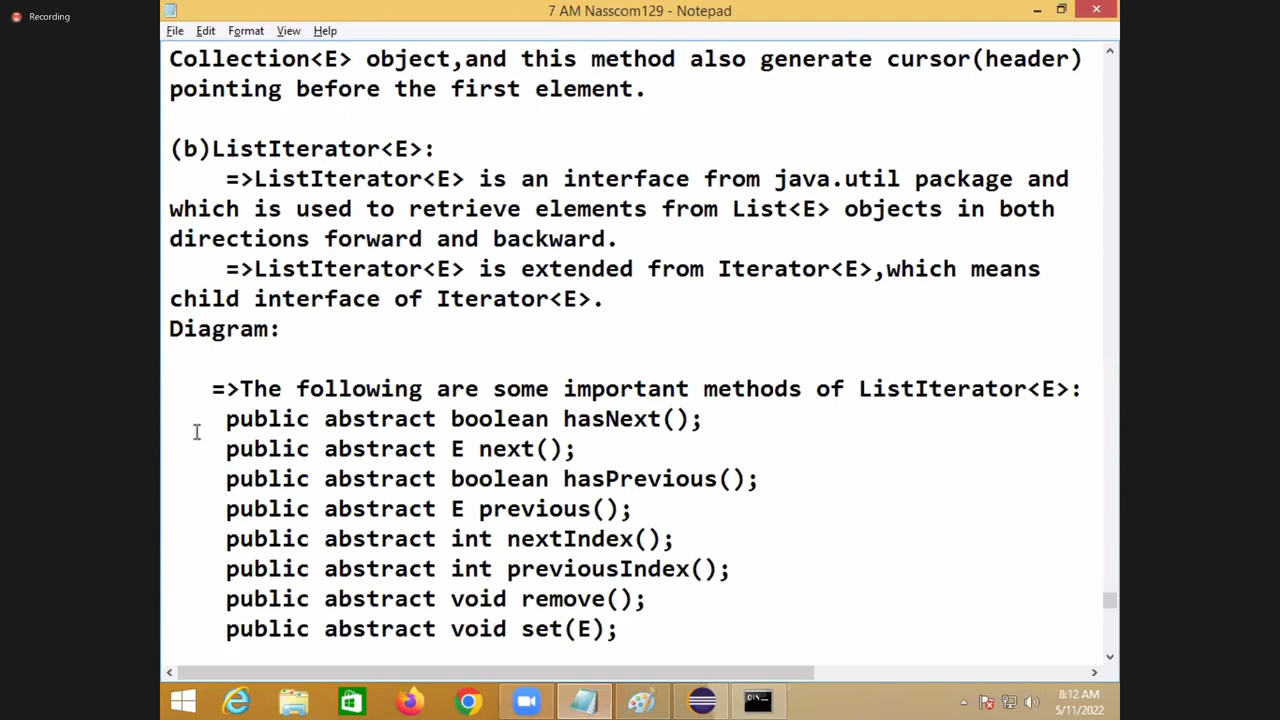 Recording
7 AM Nasscom129 - Notepad
File Edit Format View Help
Collection<E> object,and this method also generate cursor(header)
pointing before the first element.
(b)ListIterator<E>:
=>ListIterator<E> is an interface from java.util package and
which is used to retrieve elements from List<E> objects in both
directions forward and backward.
=>ListIterator<E> is extended from Iterator<E>,which means
child interface of Iterator<E>.
Diagram:
=>The following are some important methods of ListIterator<E>:
public abstract boolean hasNext();
public abstract E next();
public abstract boolean hasPrevious();
public abstract E previous();
public abstract int nextIndex();
public abstract int previousIndex();
public abstract void remove();
public abstract void set(E);
8:12 AM
5/11/2022